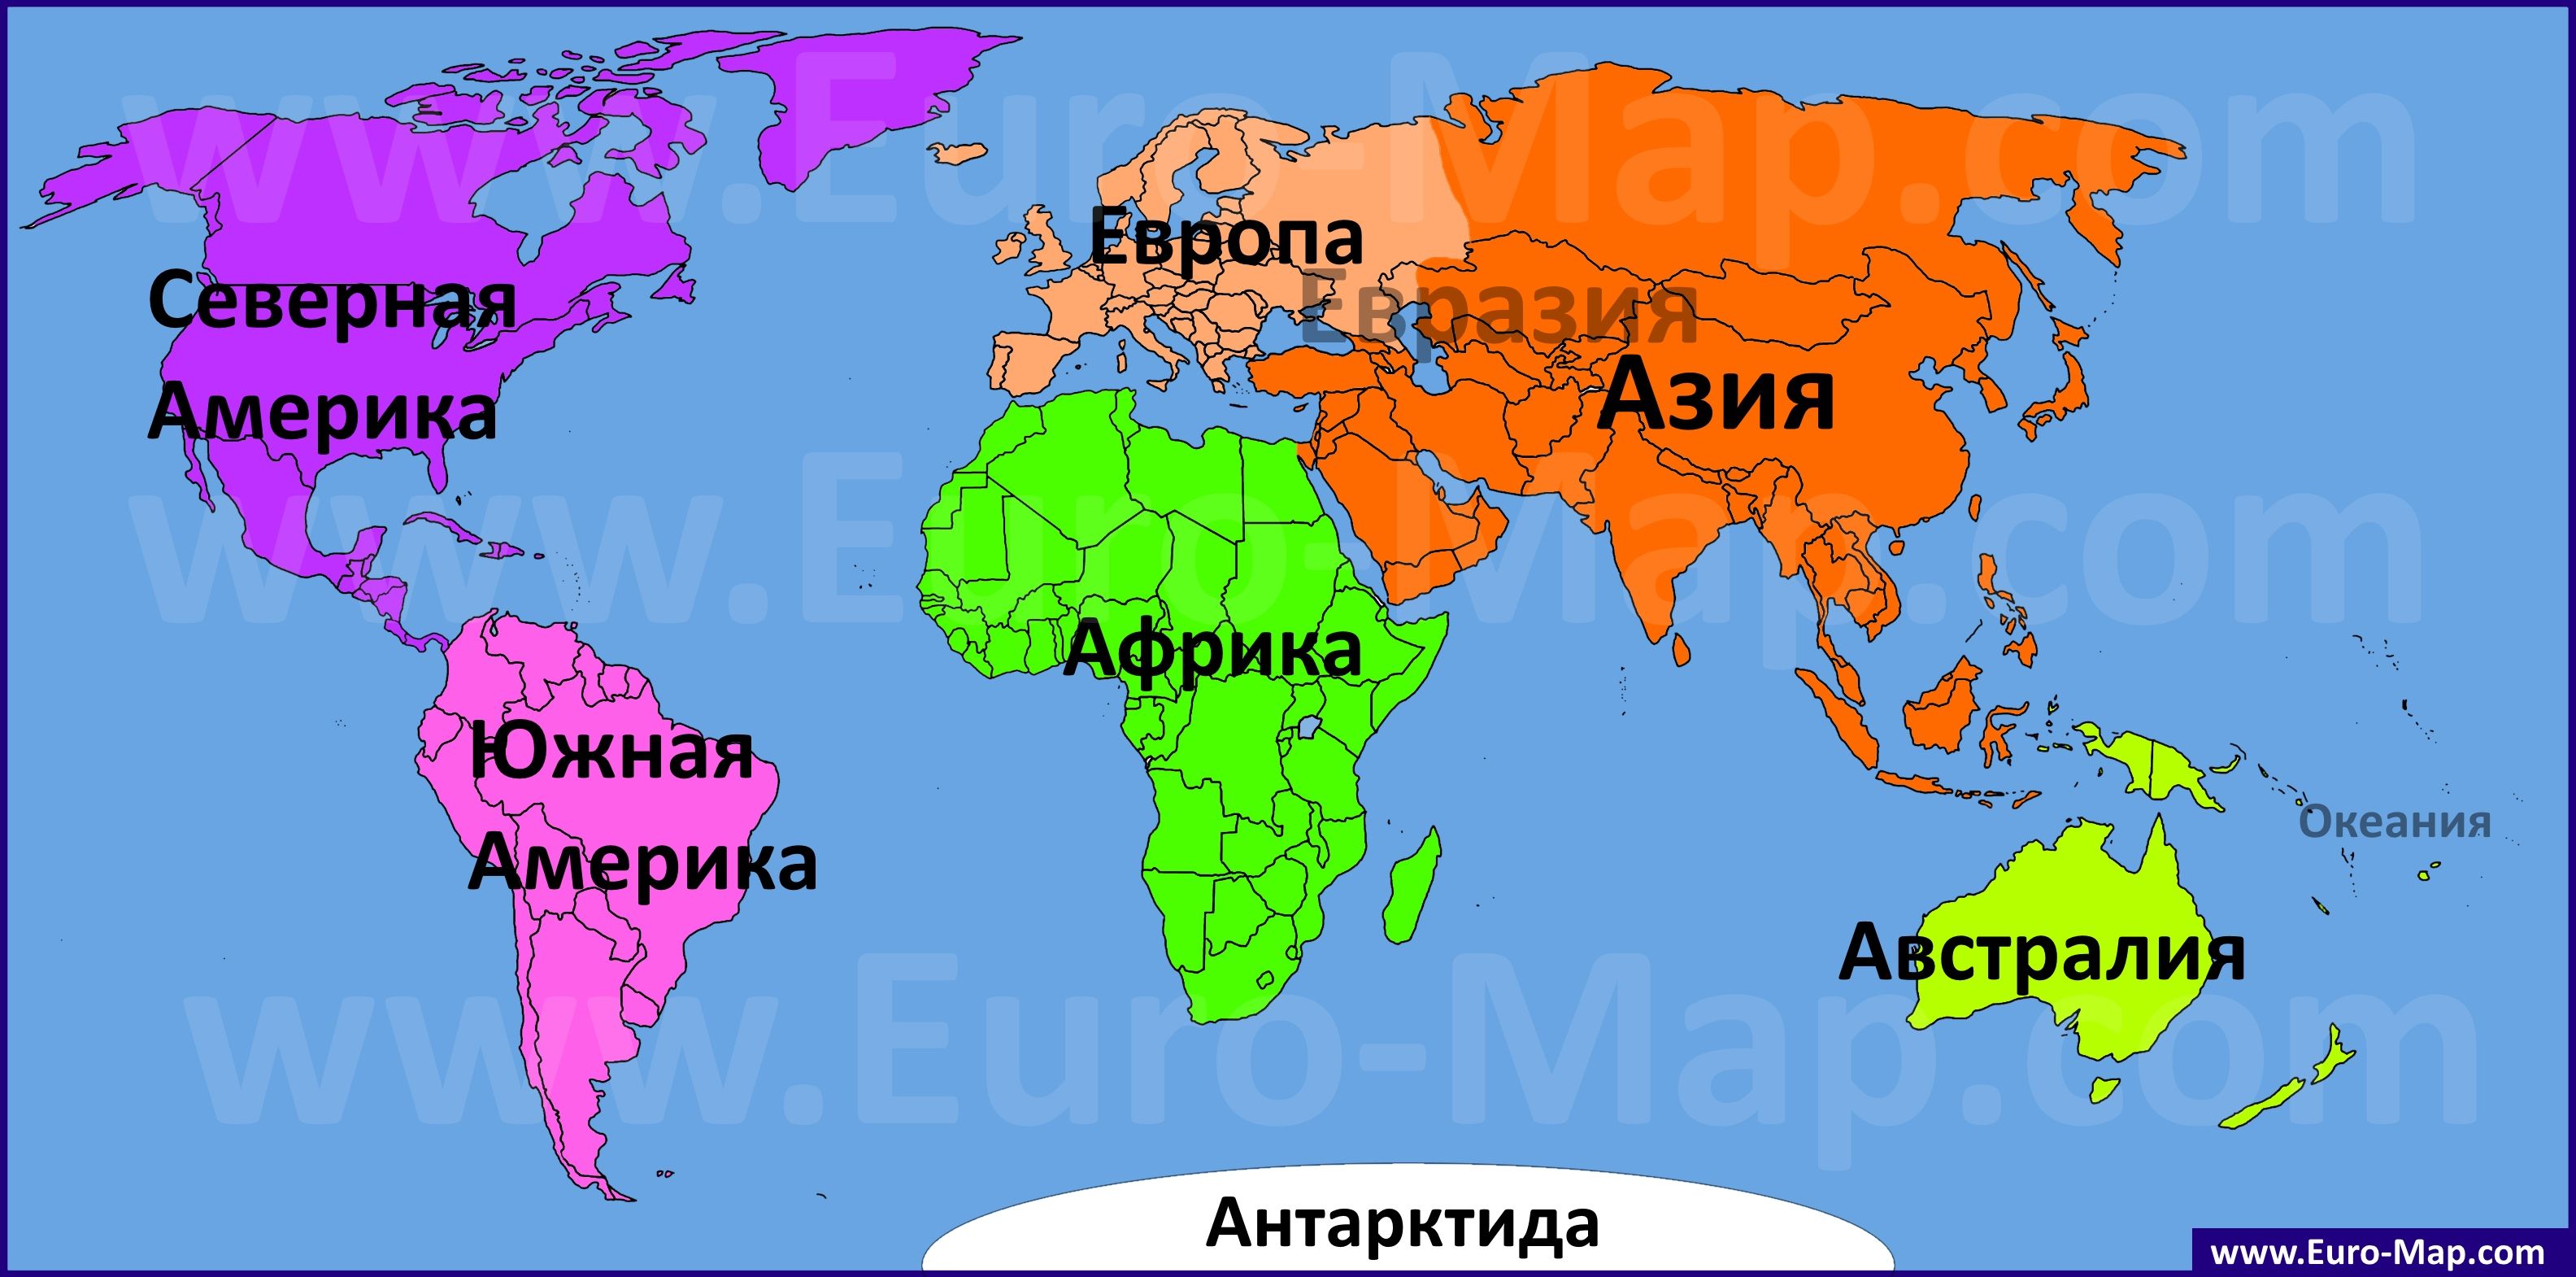 www.Euro-Map.com
Европа
Евразия
Северная
Америка
Азия
www.Euro-Map.com
Африка
Южная
Америка
Океания
Австралия
www.Euro-Map.com
Антарктида
www.Euro-Map.com